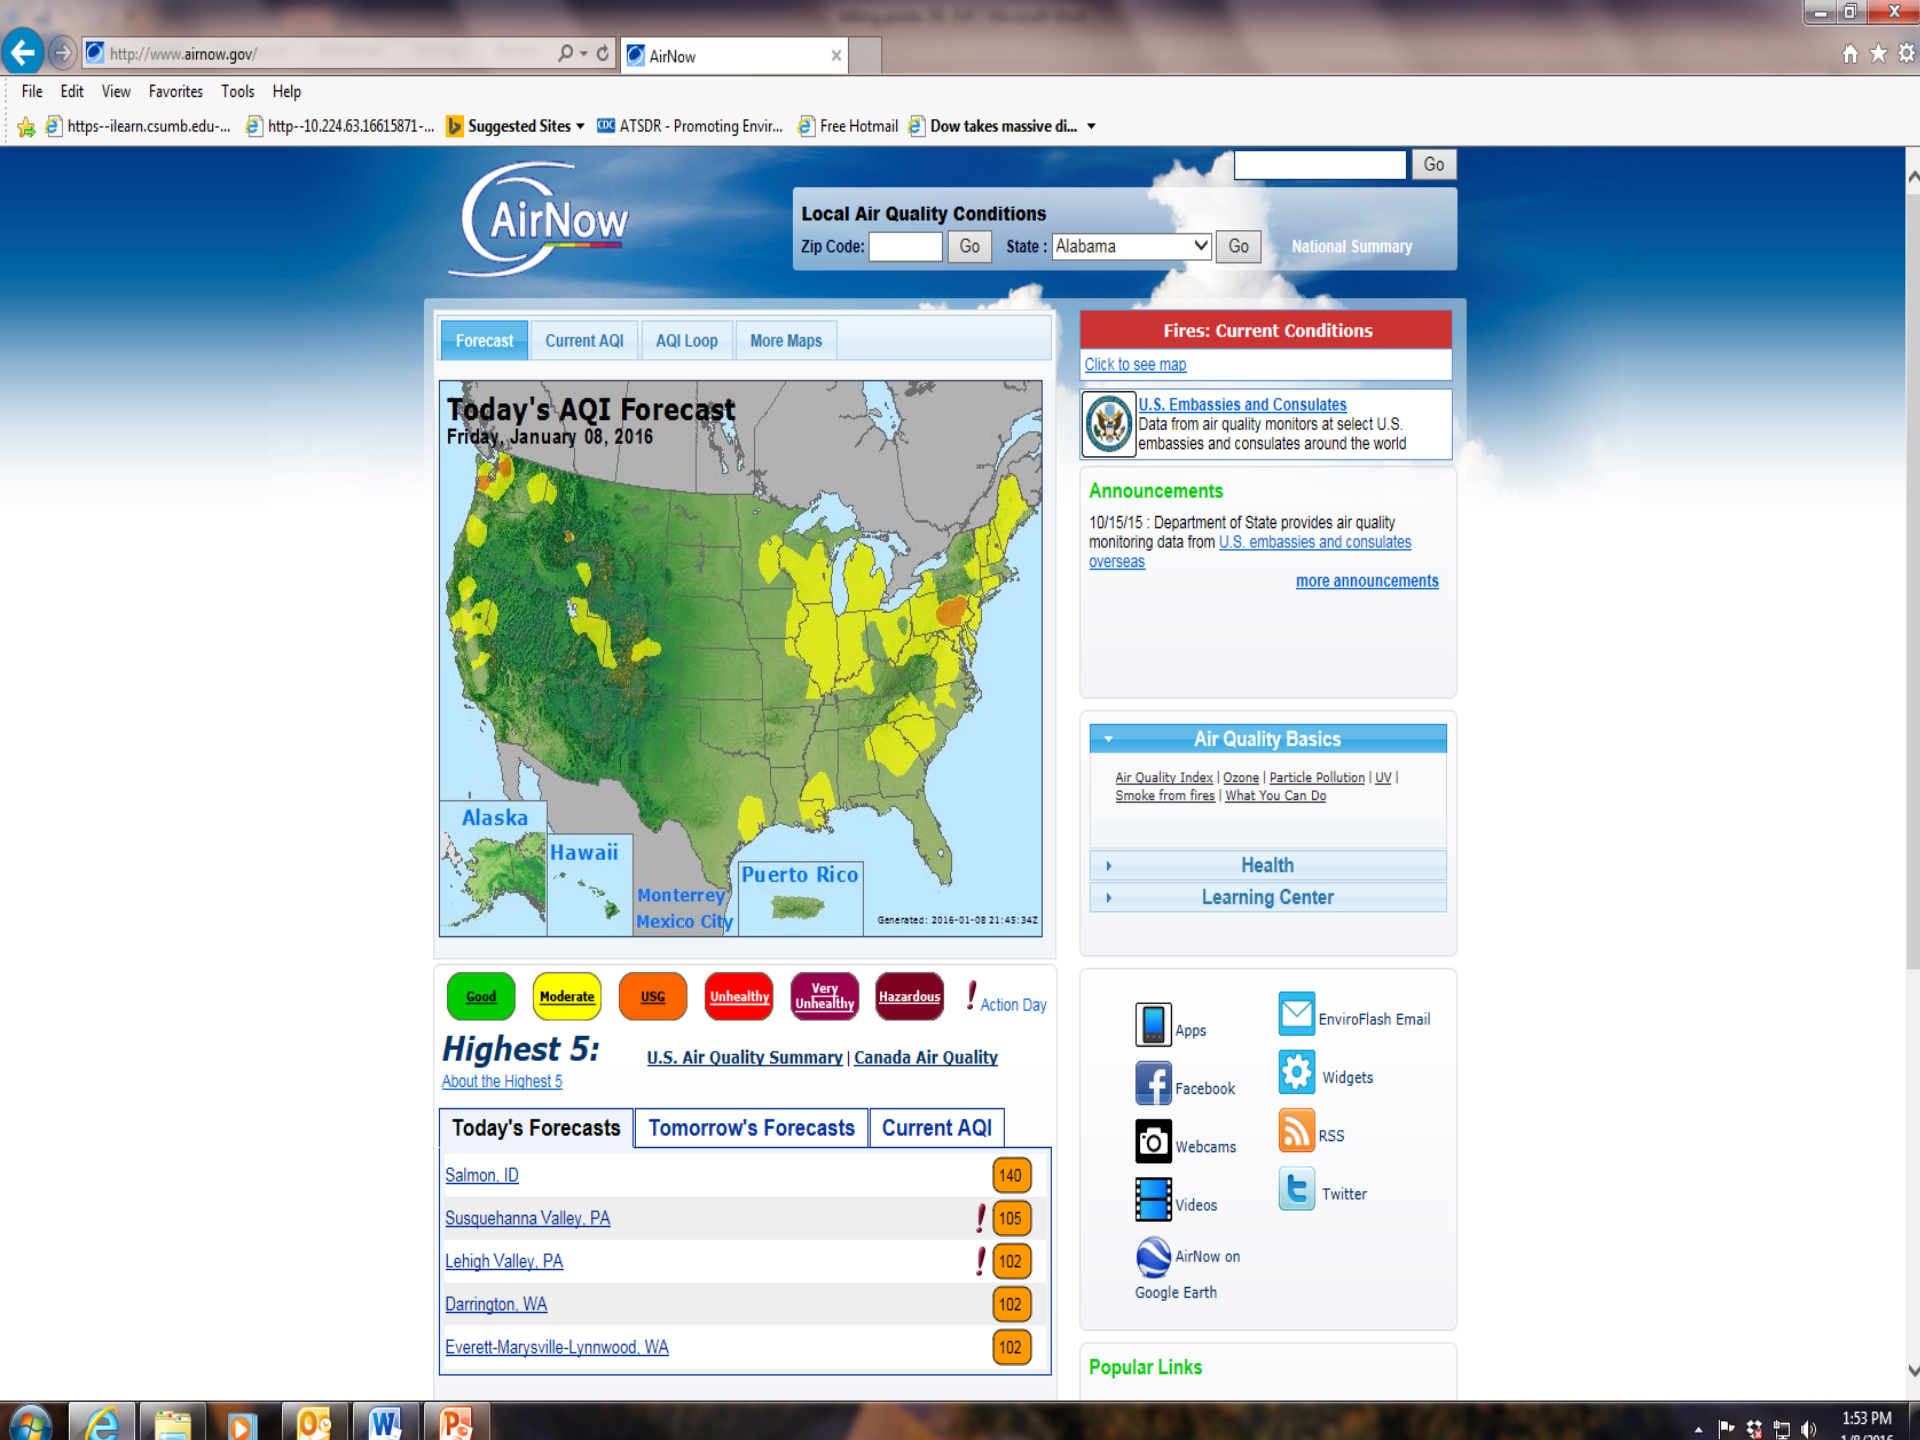 http://www.airnow.gov/
AirNow
File Edit View Favorites Tools Help
https--ilearn.csumb.edu-... http--10.224.63.16615871-... Suggested Sites ATSDR - Promoting Envir... Free Hotmail Dow takes massive di...
Go
AirNow
Local Air Quality Conditions
Zip Code: Go State : Alabama Go National Summary
Forecast Current AQI AQI Loop More Maps
Today's AQI Forecast
Friday, January 08, 2016
Alaska
Hawaii
Monterrey
Mexico City
Puerto Rico
Generated: 2016-01-08 21:45:34Z
Good Moderate USG Unhealthy Very Unhealthy Hazardous ! Action Day
Highest 5:
U.S. Air Quality Summary | Canada Air Quality
About the Highest 5
Today's Forecasts Tomorrow's Forecasts Current AQI
Salmon, ID 140
Susquehanna Valley, PA ! 105
Lehigh Valley, PA ! 102
Darrington, WA 102
Everett-Marysville-Lynnwood, WA 102
Fires: Current Conditions
Click to see map
U.S. Embassies and Consulates
Data from air quality monitors at select U.S.
embassies and consulates around the world
Announcements
10/15/15 : Department of State provides air quality
monitoring data from U.S. embassies and consulates
overseas
more announcements
Air Quality Basics
Air Quality Index | Ozone | Particle Pollution | UV |
Smoke from fires | What You Can Do
Health
Learning Center
Apps
EnviroFlash Email
Facebook
Widgets
Webcams
RSS
Videos
Twitter
AirNow on
Google Earth
Popular Links
1:53 PM